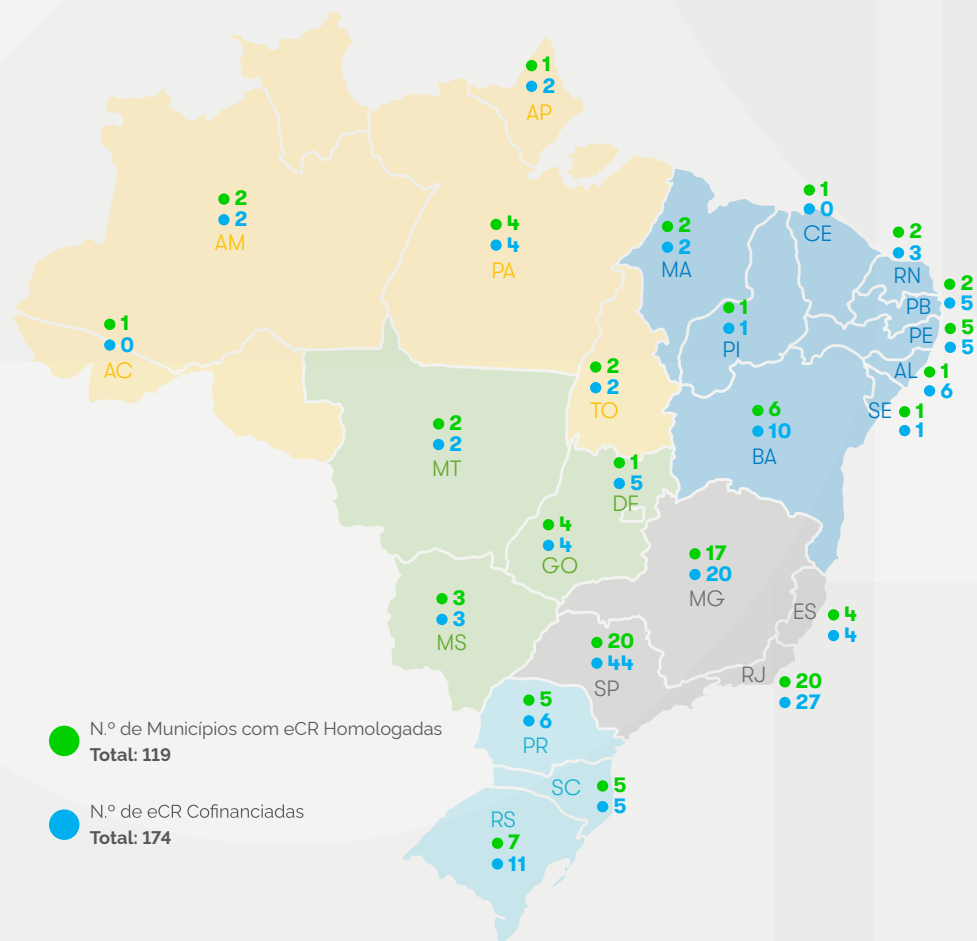 1
2
AP
2
2
AM
4
4
PA
1
0
AC
2
2
TO
2
2
MA
1
1
PI
1
0
CE
2
3
RN
2
PB 5
5
PE 5
AL 1
6
SE 1
1
6
10
BA
2
2
MT
1
5
DF
4
4
GO
3
3
MS
17
20
MG
ES 4
4
20
44
SP
RJ 20
27
5
6
PR
SC 5
5
RS
7
11
N.º de Municípios com eCR Homologadas
Total: 119
N.º de eCR Cofinanciadas
Total: 174